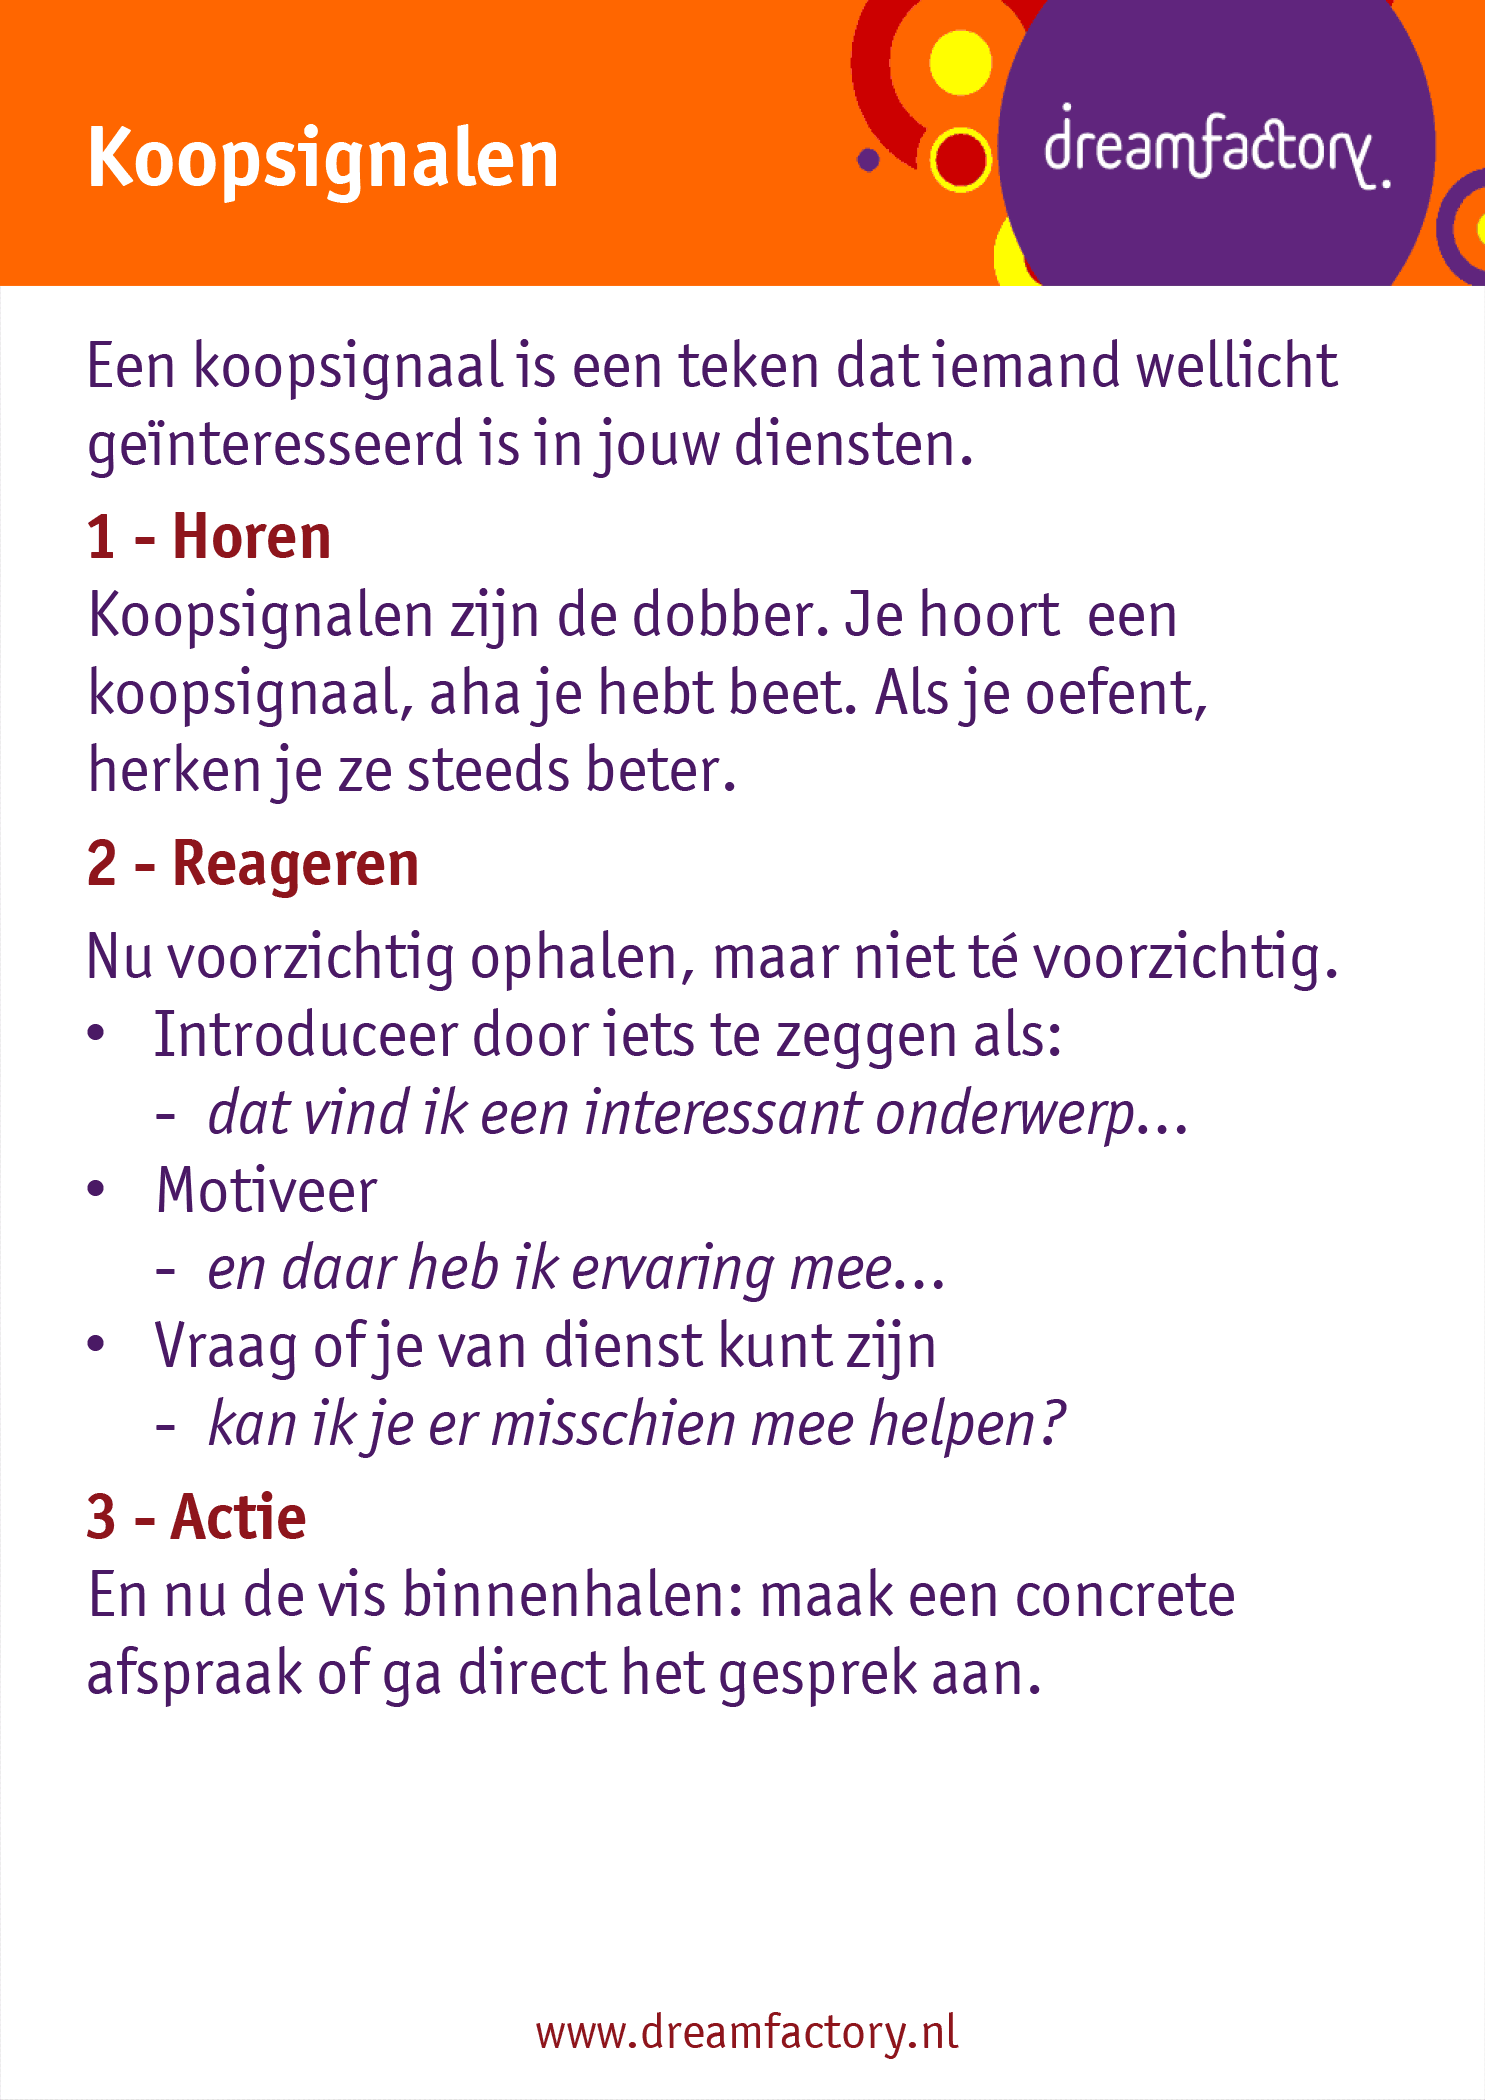 Koopsignalen
dreamfactory.
Een koopsignaal is een teken dat iemand wellicht
geïnteresseerd is in jouw diensten.
1 - Horen
Koopsignalen zijn de dobber. Je hoort  een
koopsignaal, aha je hebt beet. Als je oefent,
herken je ze steeds beter.
2 - Reageren
Nu voorzichtig ophalen, maar niet té voorzichtig.
• Introduceer door iets te zeggen als:
- dat vind ik een interessant onderwerp...
• Motiveer
- en daar heb ik ervaring mee...
• Vraag of je van dienst kunt zijn
- kan ik je er misschien mee helpen?
3 - Actie
En nu de vis binnenhalen: maak een concrete
afspraak of ga direct het gesprek aan.
www.dreamfactory.nl